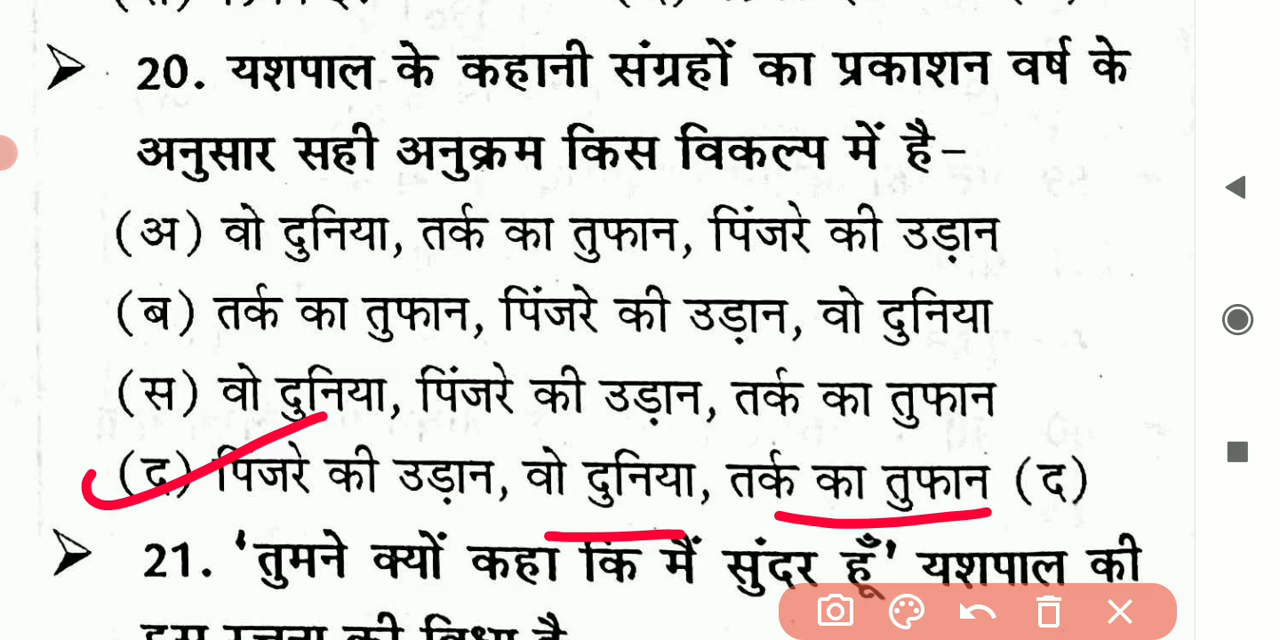 20. यशपाल के कहानी संग्रहों का प्रकाशन वर्ष के
अनुसार सही अनुक्रम किस विकल्प में है-
(अ) वो दुनिया, तर्क का तुफान, पिंजरे की उड़ान
(ब) तर्क का तुफान, पिंजरे की उड़ान, वो दुनिया
(स) वो दुनिया, पिंजरे की उड़ान, तर्क का तुफान
(द) पिजरे की उड़ान, वो दुनिया, तर्क का तुफान (द)
21. 'तुमने क्यों कहा कि मैं सुंदर हूँ' यशपाल की